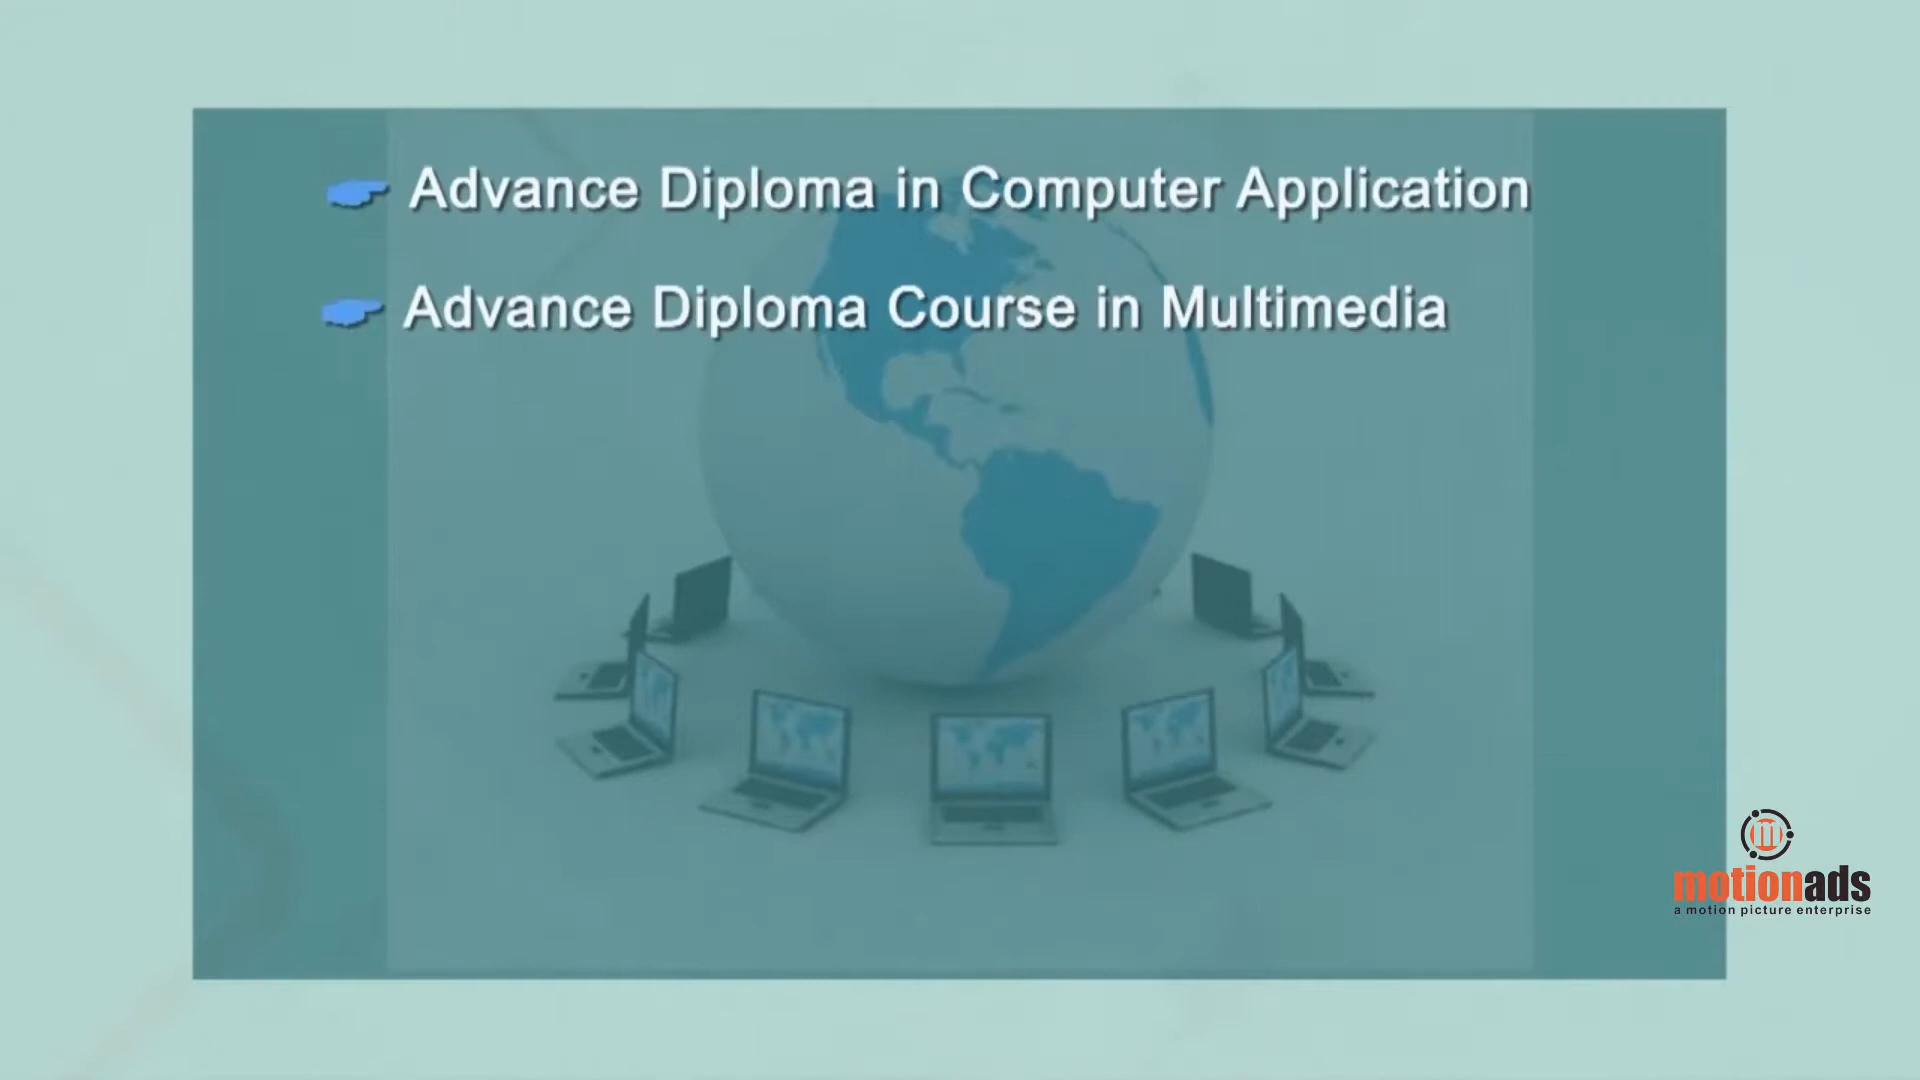 Advance Diploma in Computer Application
Advance Diploma Course in Multimedia
motionads
a motion picture enterprise